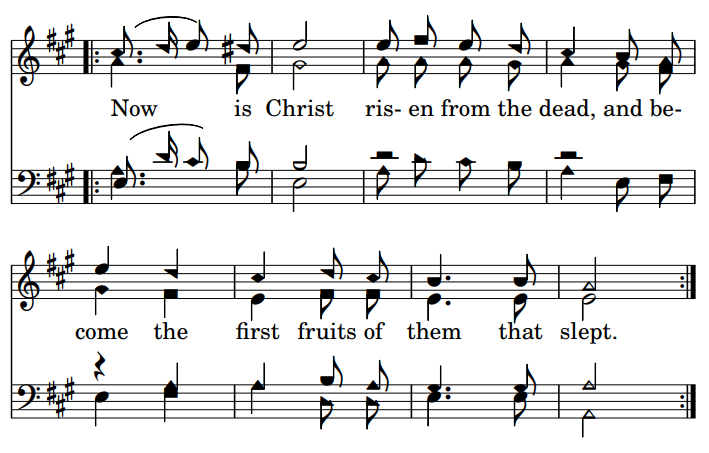 Now is Christ ris- en from the dead, and be-
come the first fruits of them that slept.